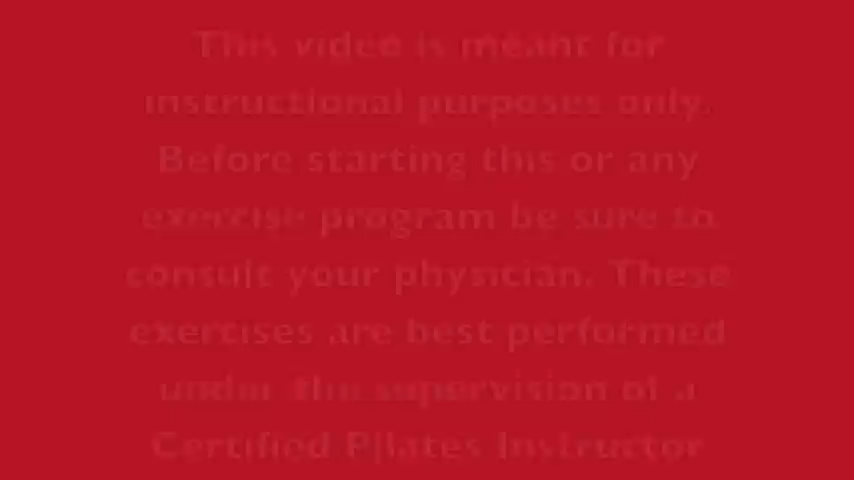 This video is meant for
instructional purposes only.
Before starting this or any
exercise program be sure to
consult your physician. These
exercises are best performed
under the supervision of a
Certified Pilates Instructor